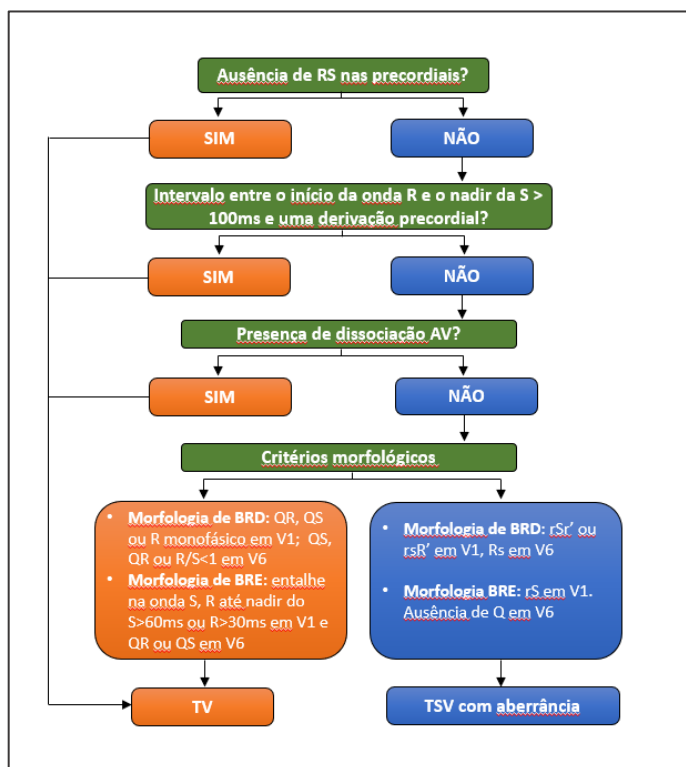 Ausência de RS nas precordiais?
SIM
NÃO
Intervalo entre o início da onda R e o nadir da S >
100ms e uma derivação precordial?
SIM
NÃO
Presença de dissociação AV?
SIM
NÃO
Critérios morfológicos
• Morfologia de BRD: QR, QS
ou R monofásico em V1; QS,
QR ou R/S<1 em V6
• Morfologia de BRE: entalhe
na onda S, R até nadir do
S>60ms ou R>30ms em V1 e
QR ou QS em V6
• Morfologia de BRD: rSr’ ou
rsR’ em V1, Rs em V6
• Morfologia BRE: rS em V1.
Ausência de Q em V6
TV
TSV com aberrância